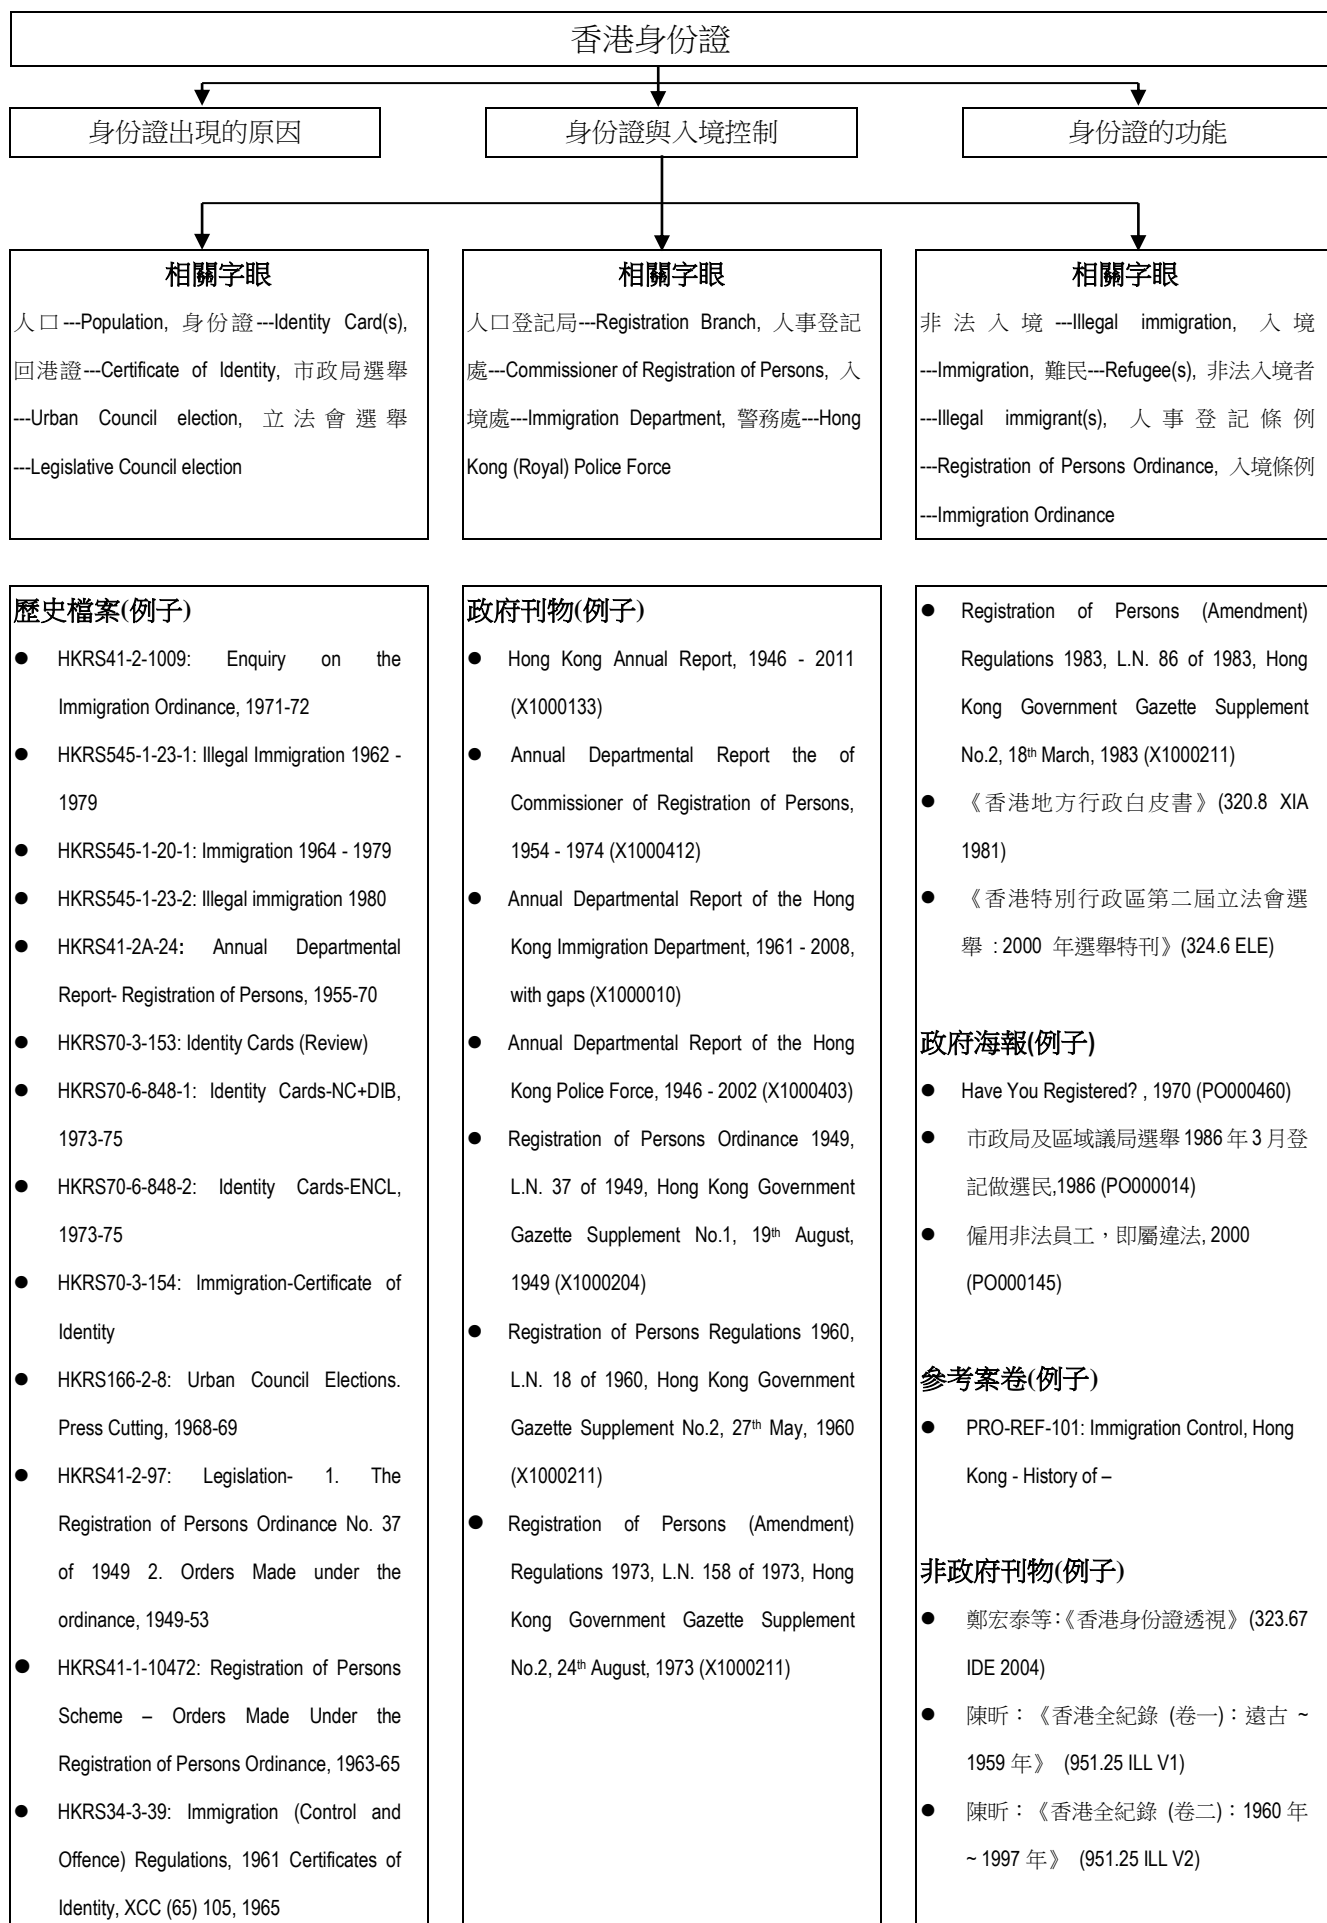 香港身份證
身份證出現的原因
身份證與入境控制
身份證的功能
相關字眼
人口---Population, 身份證---Identity Card(s),
回港證---Certificate of Identity, 市政局選舉
---Urban Council election, 立法會選舉
---Legislative Council election
相關字眼
人口登記局---Registration Branch, 人事登記
處---Commissioner of Registration of Persons, 入
境處---Immigration Department, 警務處---Hong
Kong (Royal) Police Force
相關字眼
非法入境---Illegal immigration, 入境
---Immigration, 難民---Refugee(s), 非法入境者
---Illegal immigrant(s), 人事登記條例
---Registration of Persons Ordinance, 入境條例
---Immigration Ordinance
歷史檔案(例子)
● HKRS41-2-1009: Enquiry on the
Immigration Ordinance, 1971-72
● HKRS545-1-23-1: Illegal Immigration 1962 -
1979
● HKRS545-1-20-1: Immigration 1964 - 1979
● HKRS545-1-23-2: Illegal immigration 1980
● HKRS41-2A-24: Annual Departmental
Report- Registration of Persons, 1955-70
● HKRS70-3-153: Identity Cards (Review)
● HKRS70-6-848-1: Identity Cards-NC+DIB,
1973-75
● HKRS70-6-848-2: Identity Cards-ENCL,
1973-75
● HKRS70-3-154: Immigration-Certificate of
Identity
● HKRS166-2-8: Urban Council Elections.
Press Cutting, 1968-69
● HKRS41-2-97: Legislation- 1. The
Registration of Persons Ordinance No. 37
of 1949 2. Orders Made under the
ordinance, 1949-53
● HKRS41-1-10472: Registration of Persons
Scheme – Orders Made Under the
Registration of Persons Ordinance, 1963-65
● HKRS34-3-39: Immigration (Control and
Offence) Regulations, 1961 Certificates of
Identity, XCC (65) 105, 1965
政府刊物(例子)
● Hong Kong Annual Report, 1946 - 2011
(X1000133)
● Annual Departmental Report the of
Commissioner of Registration of Persons,
1954 - 1974 (X1000412)
● Annual Departmental Report of the Hong
Kong Immigration Department, 1961 - 2008,
with gaps (X1000010)
● Annual Departmental Report of the Hong
Kong Police Force, 1946 - 2002 (X1000403)
● Registration of Persons Ordinance 1949,
L.N. 37 of 1949, Hong Kong Government
Gazette Supplement No.1, 19th August,
1949 (X1000204)
● Registration of Persons Regulations 1960,
L.N. 18 of 1960, Hong Kong Government
Gazette Supplement No.2, 27th May, 1960
(X1000211)
● Registration of Persons (Amendment)
Regulations 1973, L.N. 158 of 1973, Hong
Kong Government Gazette Supplement
No.2, 24th August, 1973 (X1000211)
● Registration of Persons (Amendment)
Regulations 1983, L.N. 86 of 1983, Hong
Kong Government Gazette Supplement
No.2, 18th March, 1983 (X1000211)
● 《香港地方行政白皮書》(320.8 XIA
1981)
● 《香港特別行政區第二屆立法會選
舉 : 2000 年選舉特刊》(324.6 ELE)
政府海報(例子)
● Have You Registered? , 1970 (PO000460)
● 市政局及區域議局選舉 1986 年 3 月登
記做選民,1986 (PO000014)
● 僱用非法員工，即屬違法, 2000
(PO000145)
參考案卷(例子)
● PRO-REF-101: Immigration Control, Hong
Kong - History of –
非政府刊物(例子)
● 鄭宏泰等:《香港身份證透視》(323.67
IDE 2004)
● 陳昕：《香港全紀錄 (卷一)：遠古 ~
1959 年》 (951.25 ILL V1)
● 陳昕：《香港全紀錄 (卷二)：1960 年
~ 1997 年》 (951.25 ILL V2)